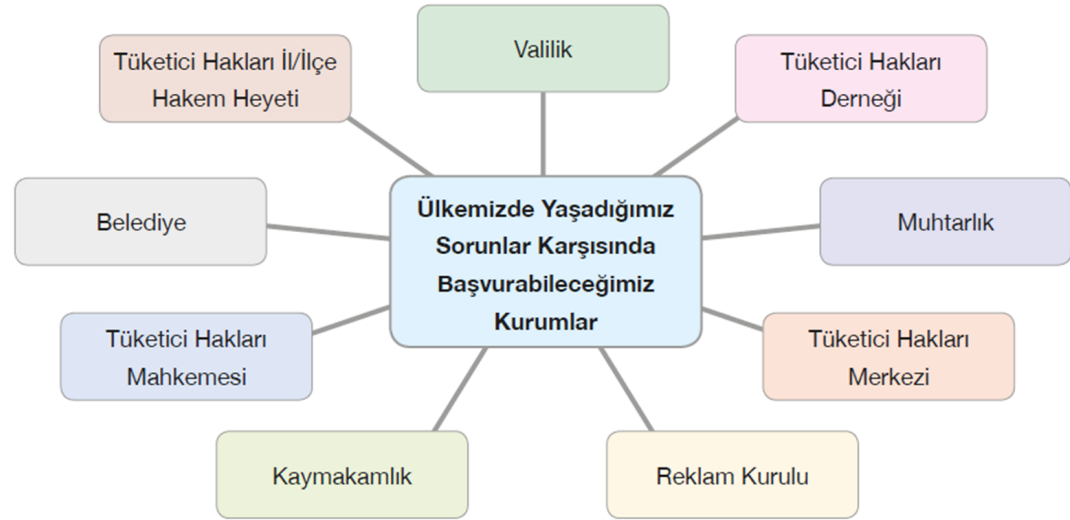 Valilik
Tüketici Hakları İl/İlçe
Hakem Heyeti
Tüketici Hakları
Derneği
Belediye
Ülkemizde Yaşadığımız
Sorunlar Karşısında
Başvurabileceğimiz
Kurumlar
Muhtarlık
Tüketici Hakları
Mahkemesi
Tüketici Hakları
Merkezi
Kaymakamlık
Reklam Kurulu